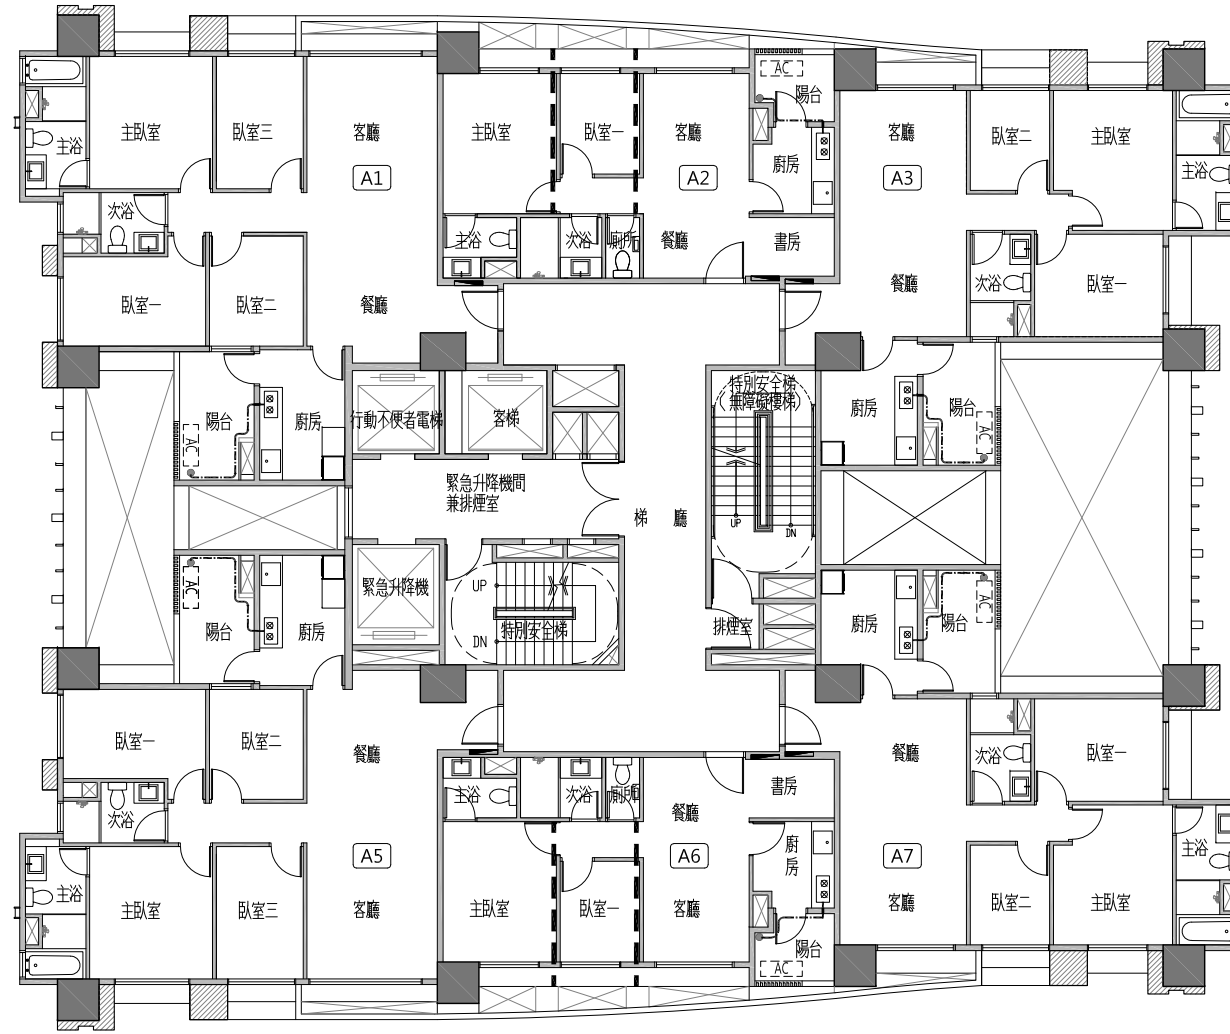 AC
陽台
主臥室
臥室三
客廳
主臥室
臥室一
客廳
客廳
臥室二
主臥室
主浴
廚房
主浴
A1
A2
A3
次浴
主浴
次浴
廁所
餐廳
書房
臥室一
臥室二
餐廳
餐廳
次浴
臥室一
特別安全梯
(無障礙樓梯)
陽台
廚房
行動不便者電梯
客梯
廚房
陽台
AC
AC
緊急升降機間
兼排煙室
梯 廳
UP
DN
緊急升降機
UP
AC
AC
陽台
廚房
特別安全梯
DN
排煙室
廚房
陽台
臥室一
臥室二
餐廳
餐廳
次浴
臥室一
主浴
次浴
廁所
書房
次浴
餐廳
A5
A6
廚
房
A7
主浴
主浴
主臥室
臥室三
客廳
主臥室
臥室一
客廳
客廳
臥室二
主臥室
陽台
AC